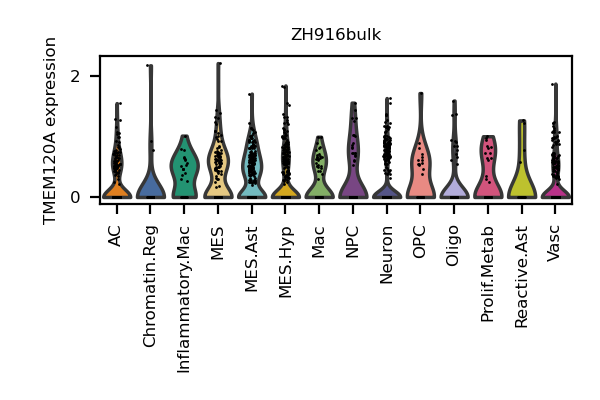 ZH916bulk
TMEM120A expression
2
0
AC
Chromatin.Reg
Inflammatory.Mac
MES
MES.Ast
MES.Hyp
Mac
NPC
Neuron
OPC
Oligo
Prolif.Metab
Reactive.Ast
Vasc